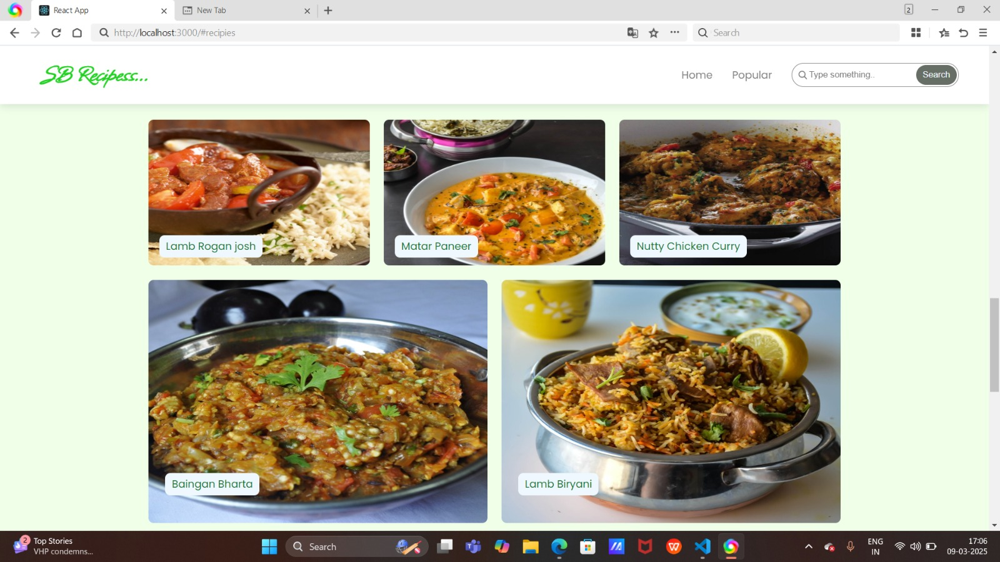 React App
New Tab
2
http://localhost:3000/#recipies
Search
SB Recipess...
Home
Popular
Type something..
Search
Lamb Rogan josh
Matar Paneer
Nutty Chicken Curry
Baingan Bharta
Lamb Biryani
2
Top Stories
VHP condemns...
Search
ENG
IN
17:06
09-03-2025